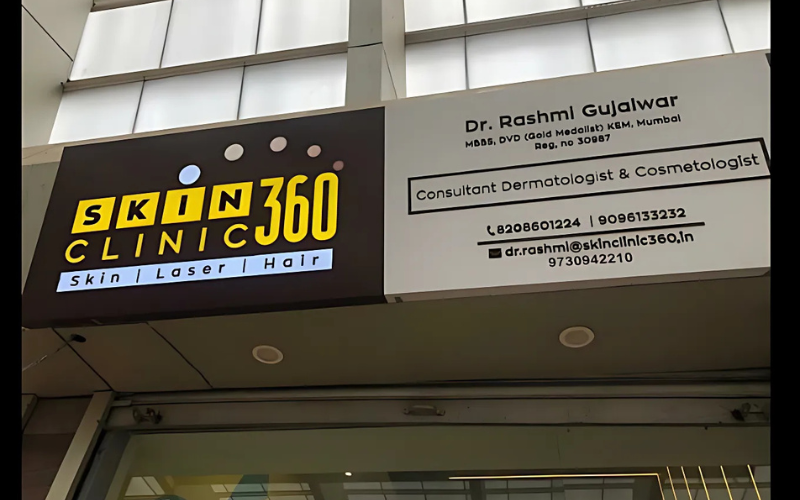 SKIN 360
CLINIC
Skin | Laser | Hair
Dr. Rashmi Gujalwar
MBBS, DVD (Gold Medalist) KEM, Mumbai
Reg, no 30987
Consultant Dermatologist & Cosmetologist
8208601224 | 9096133232
dr.rashmi@skinclinic360.in
9730942210